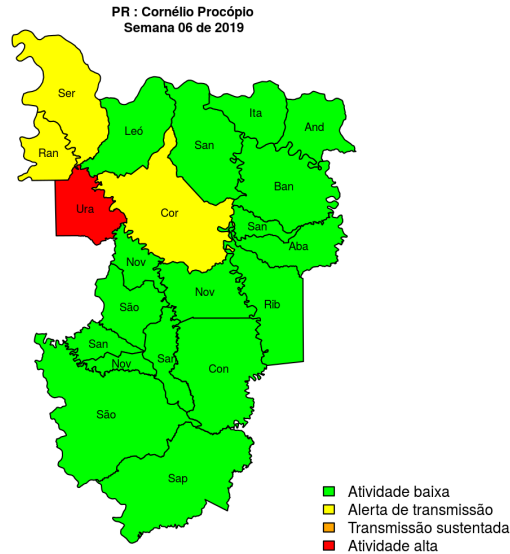 PR : Cornélio Procópio
Semana 06 de 2019
Ser
Ita
Leó
And
San
Ran
Ban
Ura
Cor
San
Aba
Nov
Nov
São
Rib
San
San
Nov
Con
São
Sap
Atividade baixa
Alerta de transmissão
Transmissão sustentada
Atividade alta